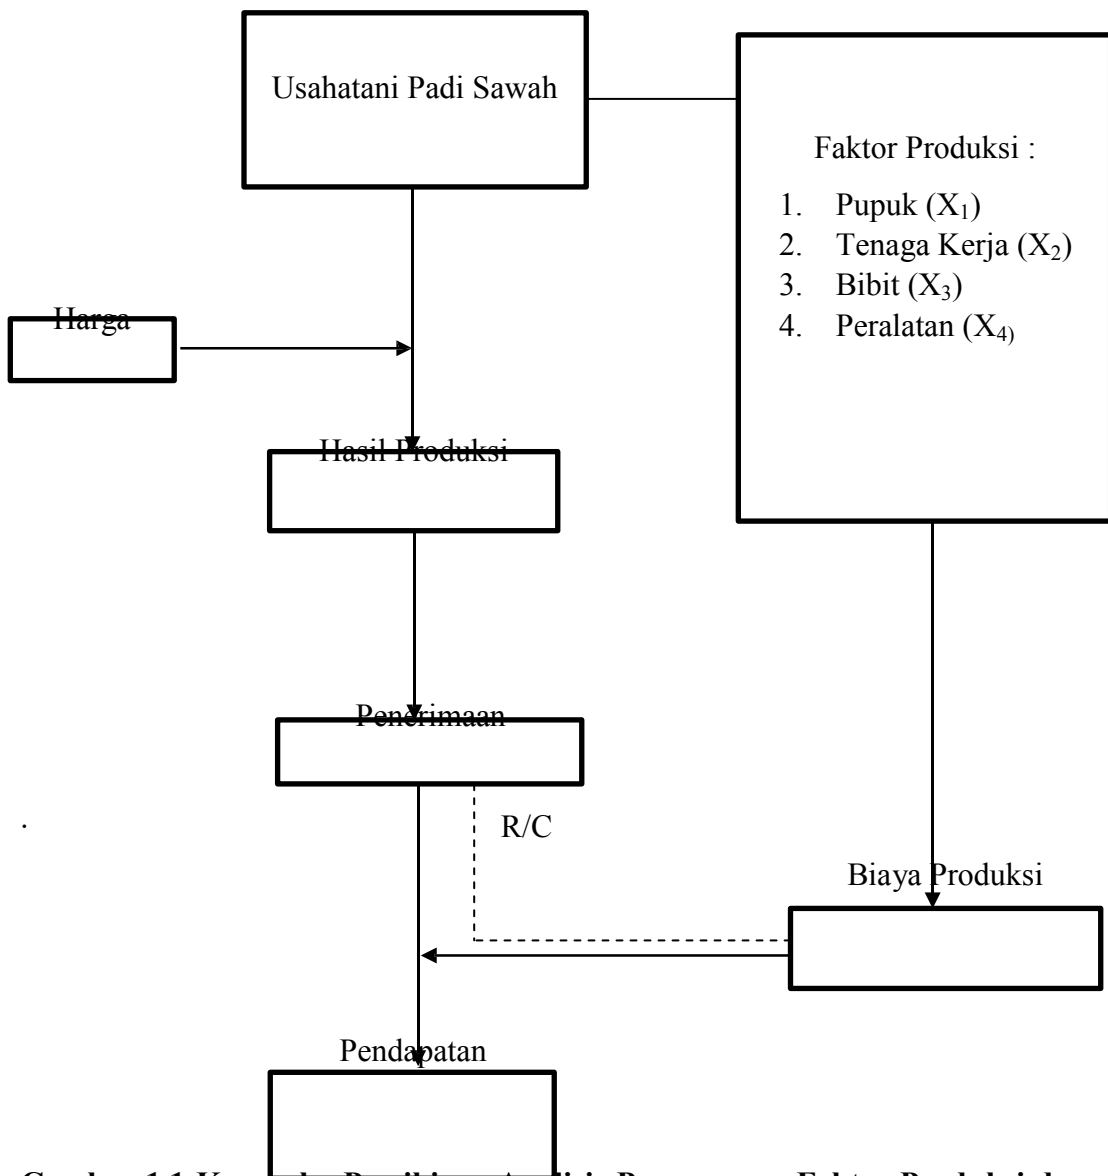 Usahatani Padi Sawah
Faktor Produksi :
1. Pupuk (X₁)
2. Tenaga Kerja (X₂)
3. Bibit (X₃)
4. Peralatan (X₄₎
Harga
Hasil Produksi
Penerimaan
.
R/C
Biaya Produksi
Pendapatan